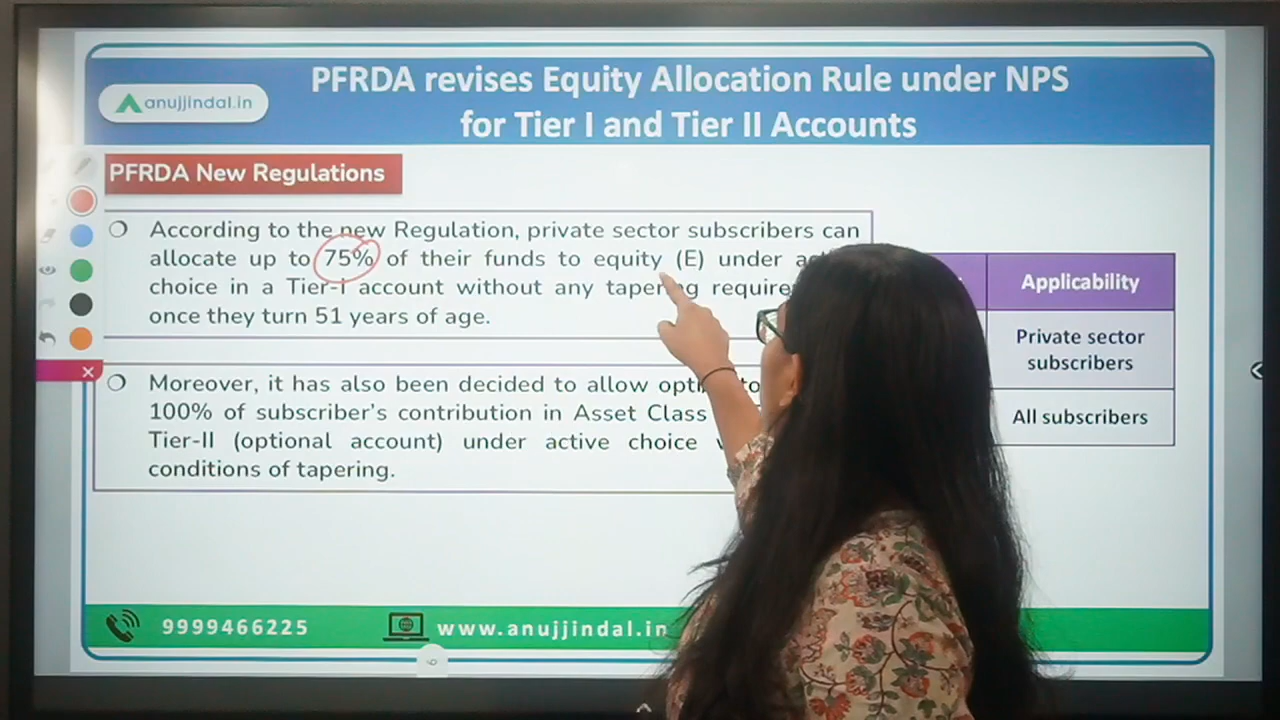 PFRDA revises Equity Allocation Rule under NPS
for Tier I and Tier II Accounts
anujjindal.in
PFRDA New Regulations
According to the new Regulation, private sector subscribers can
allocate up to 75% of their funds to equity (E) under
choice in a Tier-I account without any tapering
once they turn 51 years of age.
Moreover, it has also been decided to allow
100% of subscriber's contribution in Asset Class
Tier-II (optional account) under active choice
conditions of tapering.
Applicability
Private sector
subscribers
All subscribers
9999466225
www.anujjindal.in